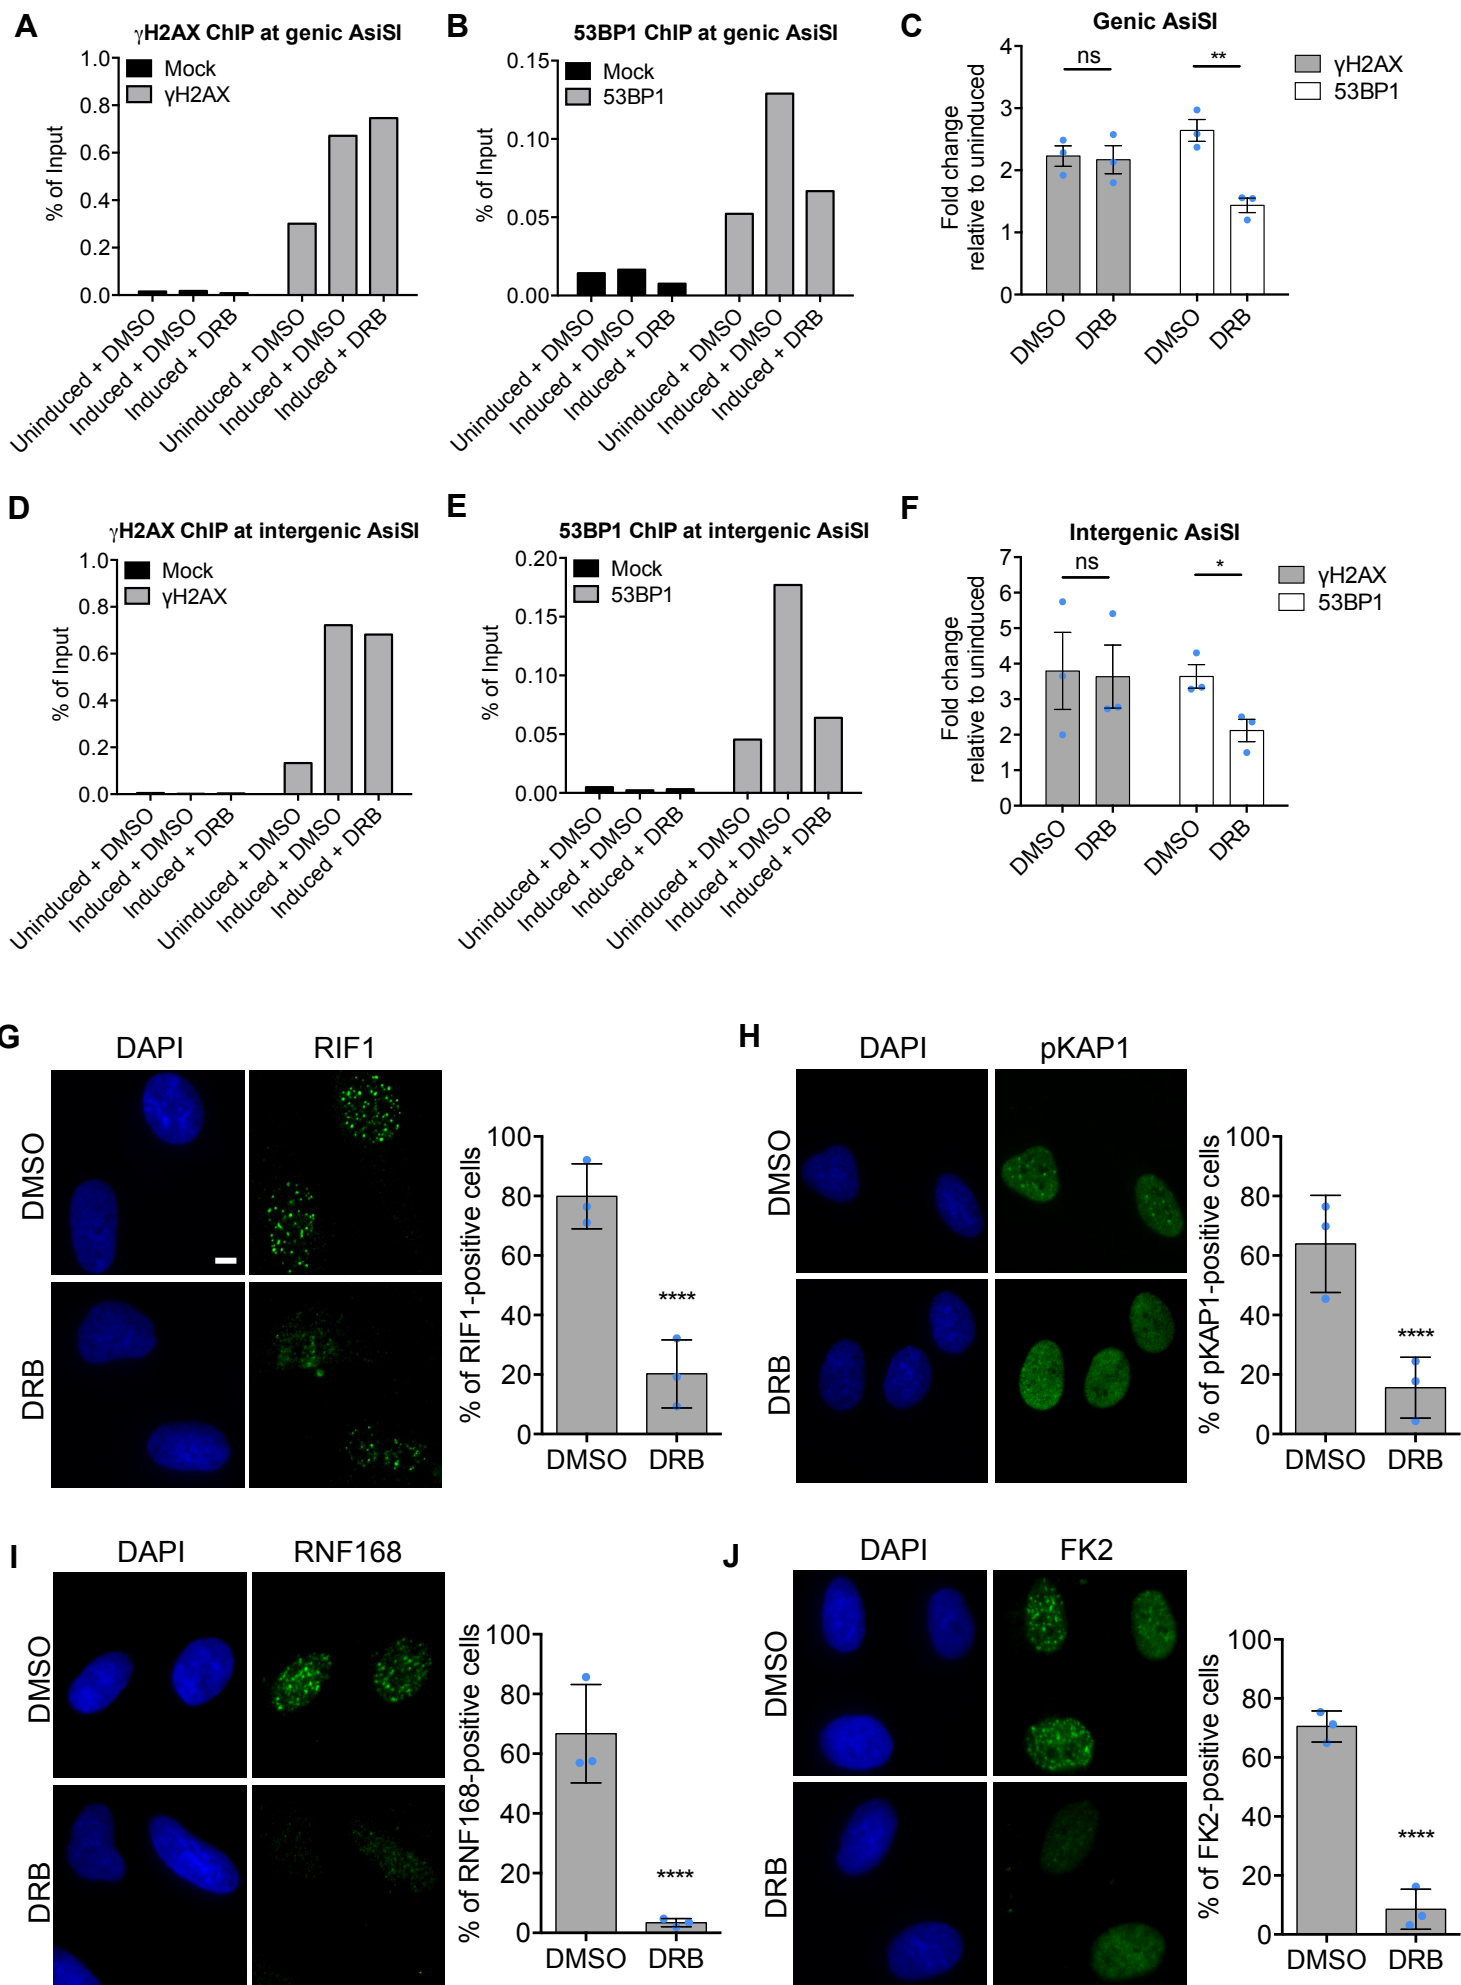 A
γH2AX ChIP at genic AsiSI
Mock
γH2AX
% of Input
1.0
0.8
0.6
0.4
0.2
0.0
Uninduced + DMSO
Induced + DMSO
Induced + DRB
Uninduced + DMSO
Induced + DMSO
Induced + DRB
B
53BP1 ChIP at genic AsiSI
Mock
53BP1
% of Input
0.15
0.10
0.05
0.00
Uninduced + DMSO
Induced + DMSO
Induced + DRB
Uninduced + DMSO
Induced + DMSO
Induced + DRB
C
Genic AsiSI
γH2AX
53BP1
Fold change
relative to uninduced
4
3
2
1
0
ns
**
DMSO
DRB
DMSO
DRB
D
γH2AX ChIP at intergenic AsiSI
Mock
γH2AX
% of Input
1.0
0.8
0.6
0.4
0.2
0.0
Uninduced + DMSO
Induced + DMSO
Induced + DRB
Uninduced + DMSO
Induced + DMSO
Induced + DRB
E
53BP1 ChIP at intergenic AsiSI
Mock
53BP1
% of Input
0.20
0.15
0.10
0.05
0.00
Uninduced + DMSO
Induced + DMSO
Induced + DRB
Uninduced + DMSO
Induced + DMSO
Induced + DRB
F
Intergenic AsiSI
γH2AX
53BP1
Fold change
relative to uninduced
7
6
5
4
3
2
1
0
ns
*
DMSO
DRB
DMSO
DRB
G
DAPI
RIF1
DMSO
DRB
% of RIF1-positive cells
100
80
60
40
20
0
****
DMSO
DRB
H
DAPI
pKAP1
DMSO
DRB
% of pKAP1-positive cells
100
80
60
40
20
0
****
DMSO
DRB
I
DAPI
RNF168
DMSO
DRB
% of RNF168-positive cells
100
80
60
40
20
0
****
DMSO
DRB
J
DAPI
FK2
DMSO
DRB
% of FK2-positive cells
100
80
60
40
20
0
****
DMSO
DRB